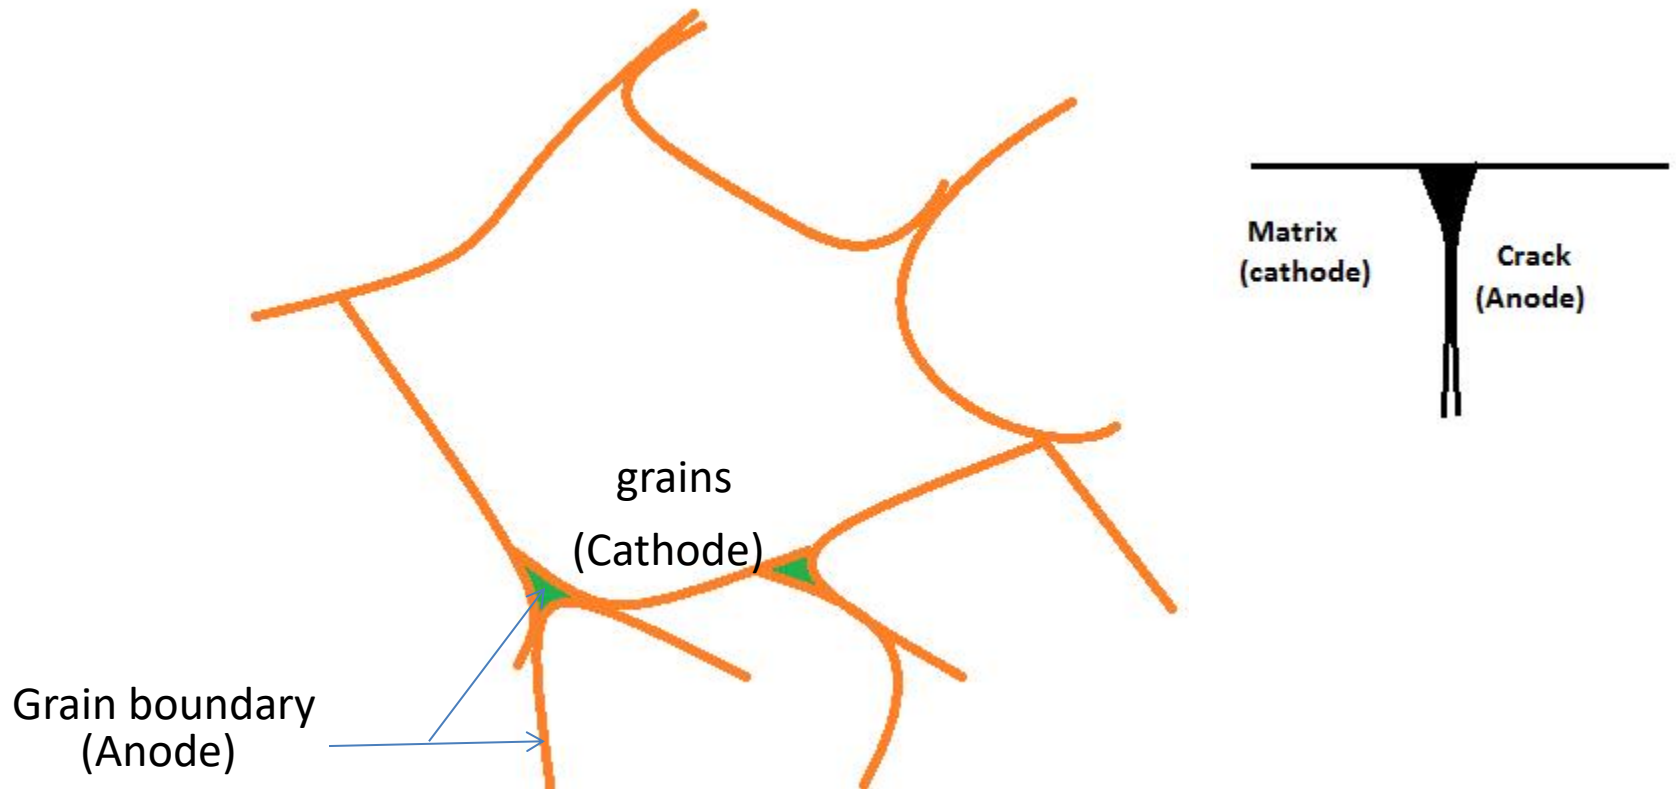 Matrix
(cathode)
Crack
(Anode)
grains
(Cathode)
Grain boundary
(Anode)